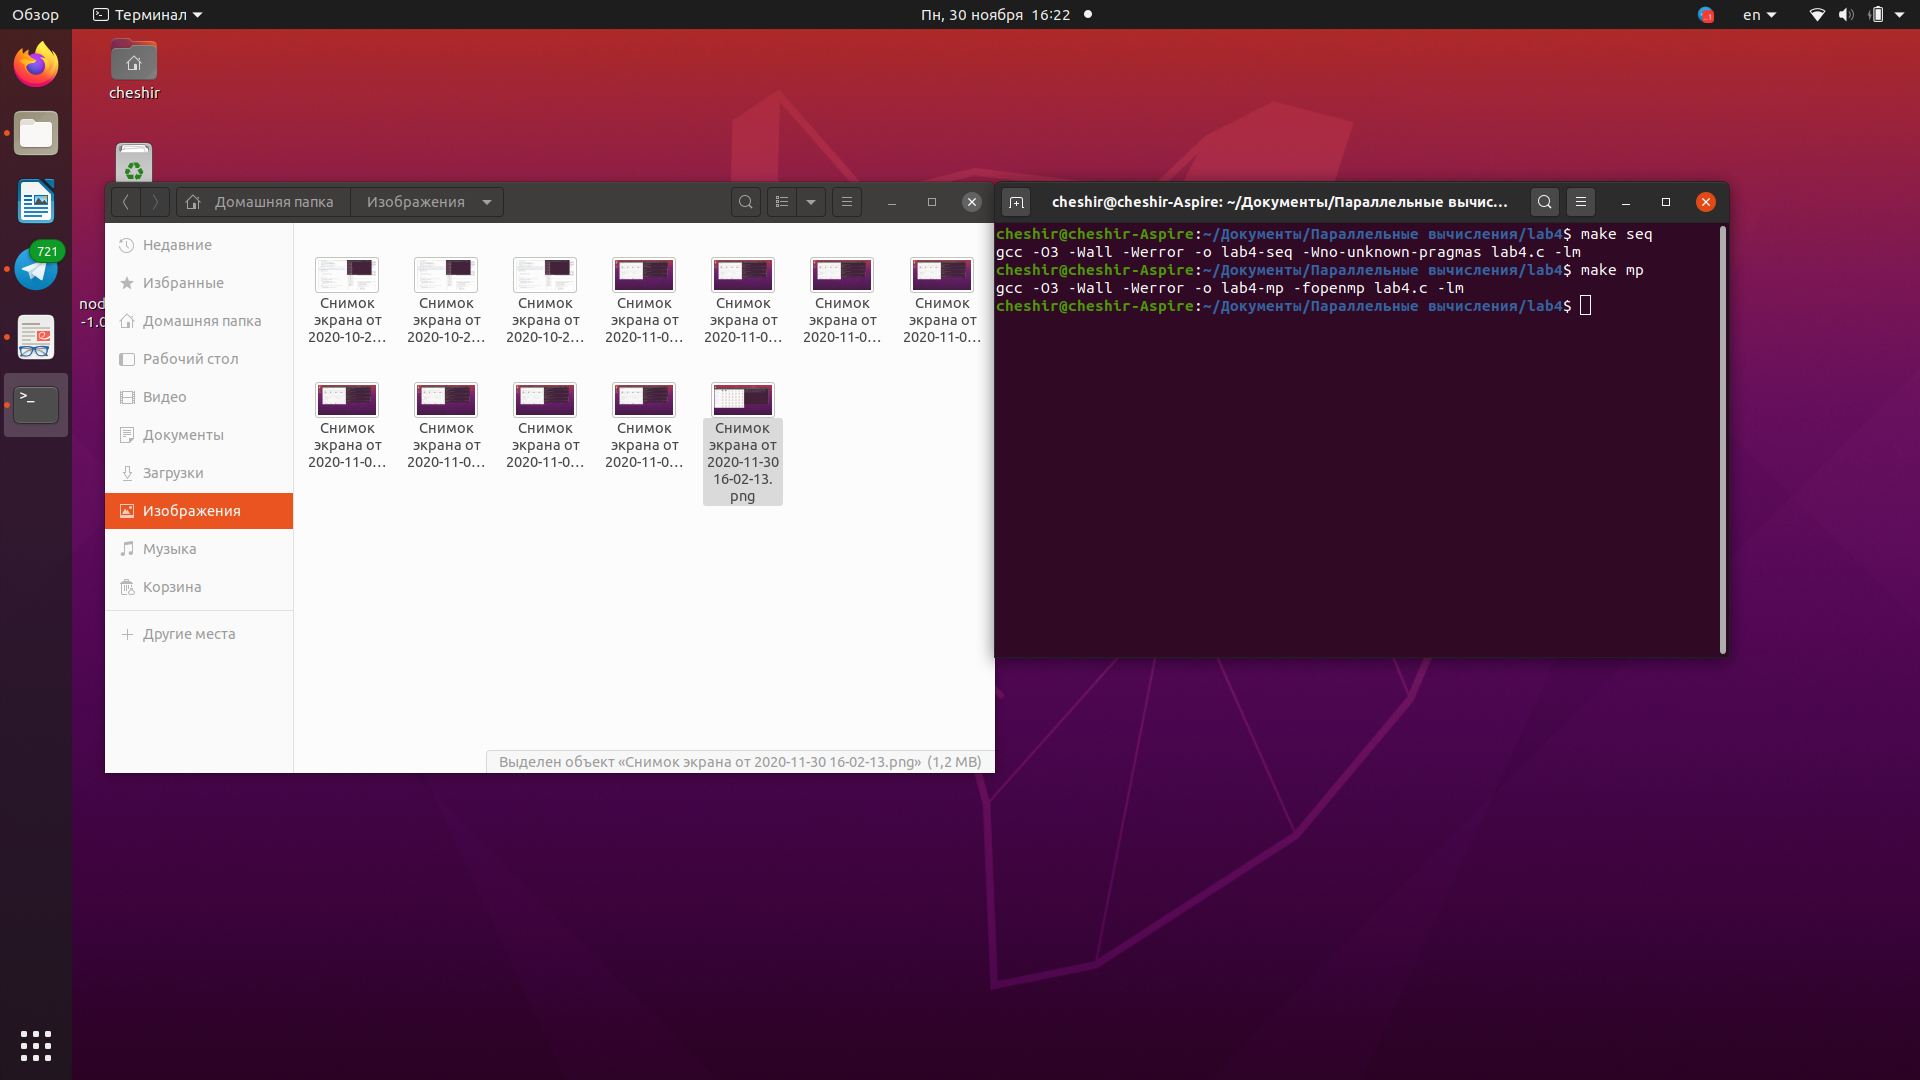 Обзор
Терминал
Пн, 30 ноября 16:22
en
cheshir
721
nod
-1.0
Домашняя папка
Изображения
Недавние
Избранные
Домашняя папка
Рабочий стол
Видео
Документы
Загрузки
Изображения
Музыка
Корзина
Другие места
Снимок экрана от 2020-10-2…
Снимок экрана от 2020-10-2…
Снимок экрана от 2020-10-2…
Снимок экрана от 2020-11-0…
Снимок экрана от 2020-11-0…
Снимок экрана от 2020-11-0…
Снимок экрана от 2020-11-0…
Снимок экрана от 2020-11-0…
Снимок экрана от 2020-11-0…
Снимок экрана от 2020-11-0…
Снимок экрана от 2020-11-0…
Снимок экрана от 2020-11-30 16-02-13.png
Выделен объект «Снимок экрана от 2020-11-30 16-02-13.png» (1,2 MB)
cheshir@cheshir-Aspire: ~/Документы/Параллельные вычис…
cheshir@cheshir-Aspire:~/Документы/Параллельные вычисления/lab4$ make seq
gcc -O3 -Wall -Werror -o lab4-seq -Wno-unknown-pragmas lab4.c -lm
cheshir@cheshir-Aspire:~/Документы/Параллельные вычисления/lab4$ make mp
gcc -O3 -Wall -Werror -o lab4-mp -fopenmp lab4.c -lm
cheshir@cheshir-Aspire:~/Документы/Параллельные вычисления/lab4$